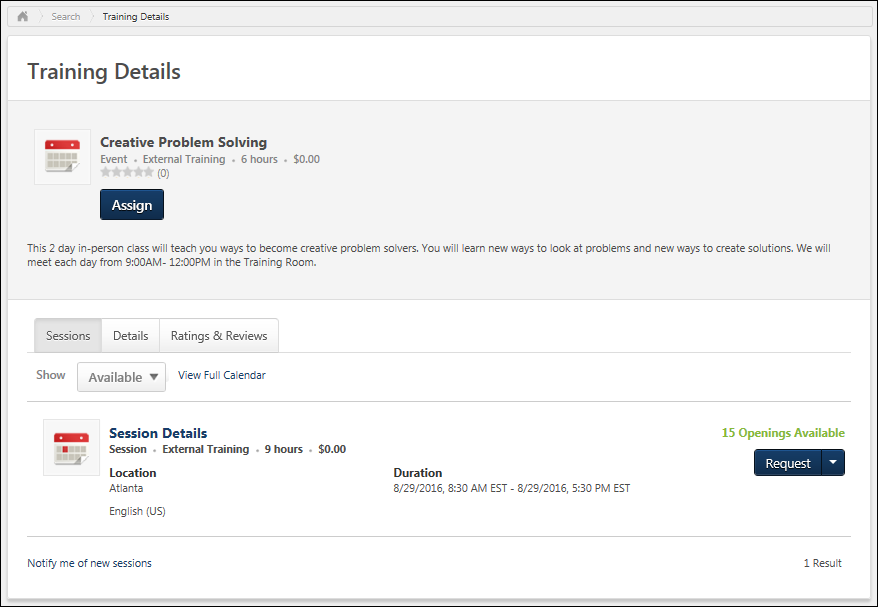 Search Training Details
Training Details
Creative Problem Solving
Event • External Training • 6 hours • $0.00
(0)
Assign
This 2 day in-person class will teach you ways to become creative problem solvers. You will learn new ways to look at problems and new ways to create solutions. We will
meet each day from 9:00AM- 12:00PM in the Training Room.
Sessions Details Ratings & Reviews
Show Available View Full Calendar
Session Details 15 Openings Available
Session • External Training • 9 hours • $0.00
Request
Location Duration
Atlanta 8/29/2016, 8:30 AM EST - 8/29/2016, 5:30 PM EST
English (US)
Notify me of new sessions 1 Result